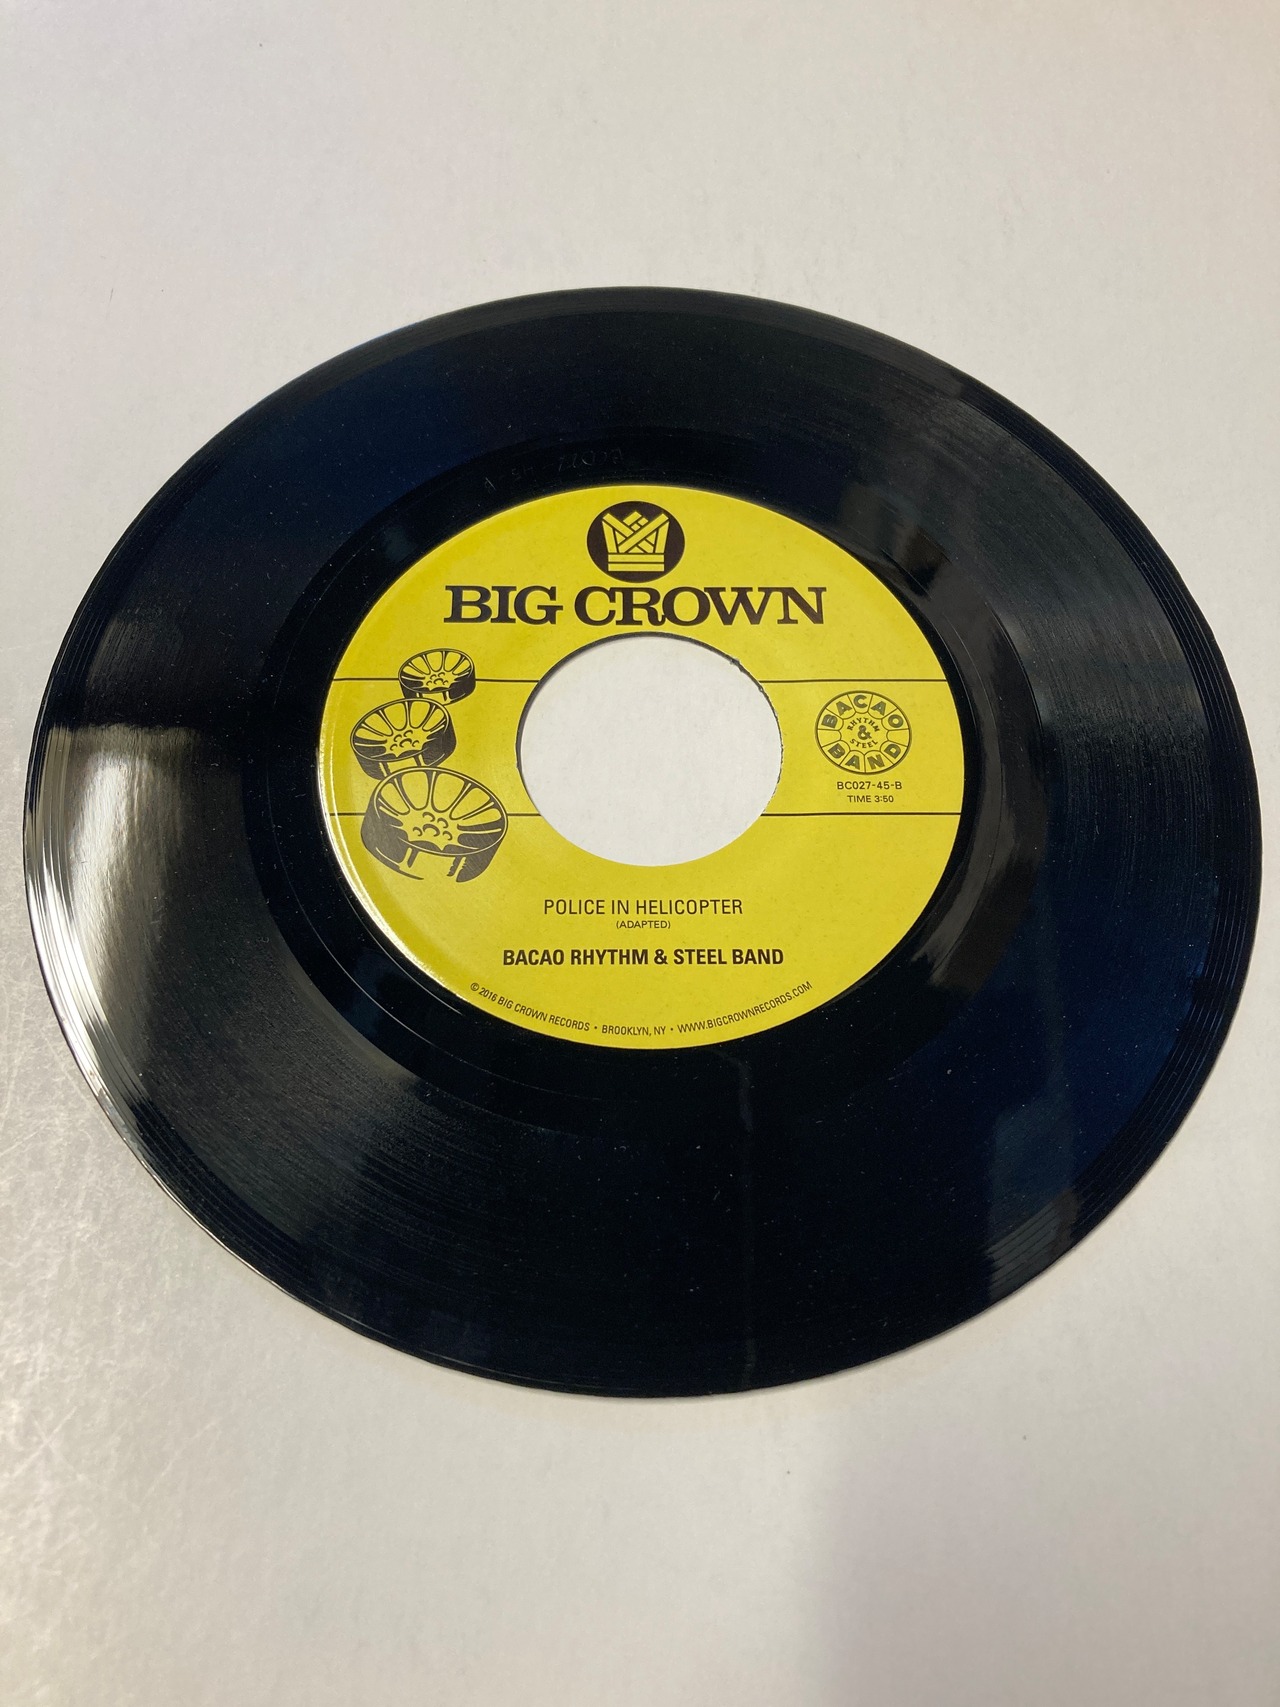 BIG CROWN
BACAO
RHYTHM
&
STEEL
BAND
BC027-45-B
TIME 3:50
POLICE IN HELICOPTER
(ADAPTED)
BACAO RHYTHM & STEEL BAND
© 2016 BIG CROWN RECORDS • BROOKLYN, NY • WWW.BIGCROWNRECORDS.COM